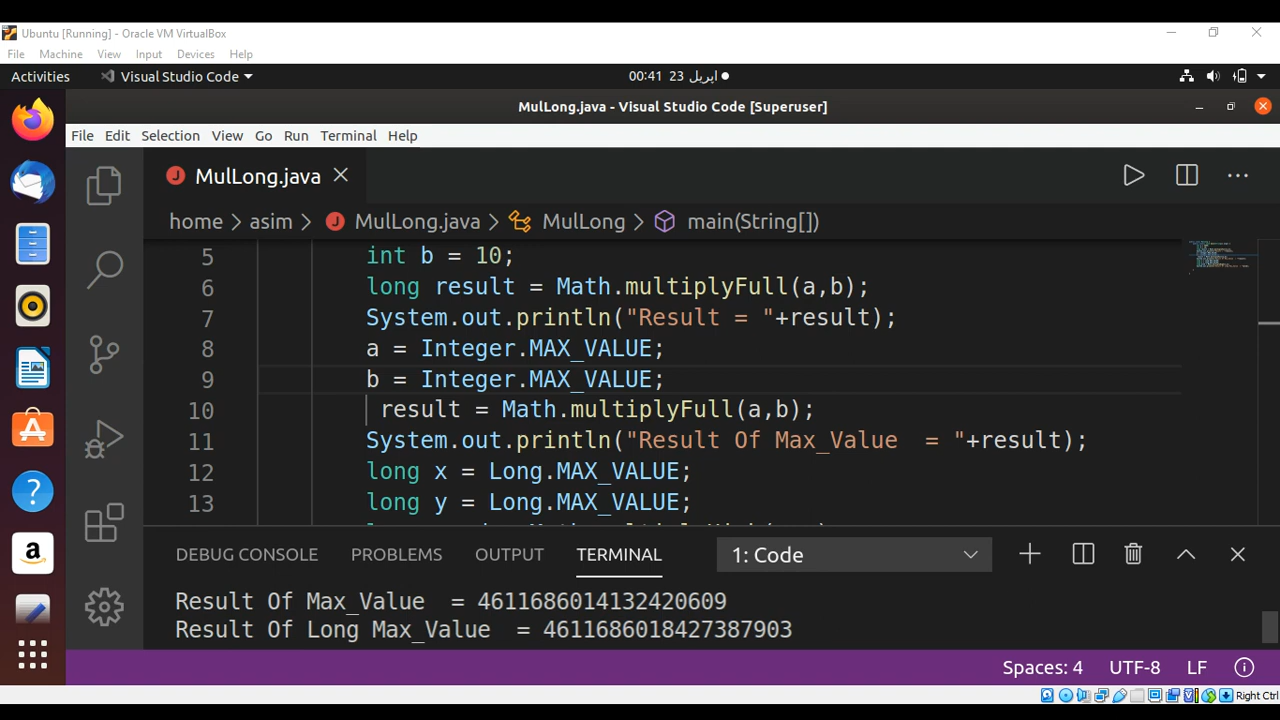 Ubuntu [Running] - Oracle VM VirtualBox
File Machine View Input Devices Help
Activities Visual Studio Code 00:41 23 اپریل
MulLong.java - Visual Studio Code [Superuser]
File Edit Selection View Go Run Terminal Help
MulLong.java
home > asim > MulLong.java > MulLong > main(String[])
5 int b = 10;
6 long result = Math.multiplyFull(a,b);
7 System.out.println("Result = "+result);
8 a = Integer.MAX_VALUE;
9 b = Integer.MAX_VALUE;
10 result = Math.multiplyFull(a,b);
11 System.out.println("Result Of Max_Value  = "+result);
12 long x = Long.MAX_VALUE;
13 long y = Long.MAX_VALUE;
DEBUG CONSOLE PROBLEMS OUTPUT TERMINAL 1: Code
Result Of Max_Value  = 4611686014132420609
Result Of Long Max_Value  = 4611686018427387903
Spaces: 4 UTF-8 LF
Right Ctrl